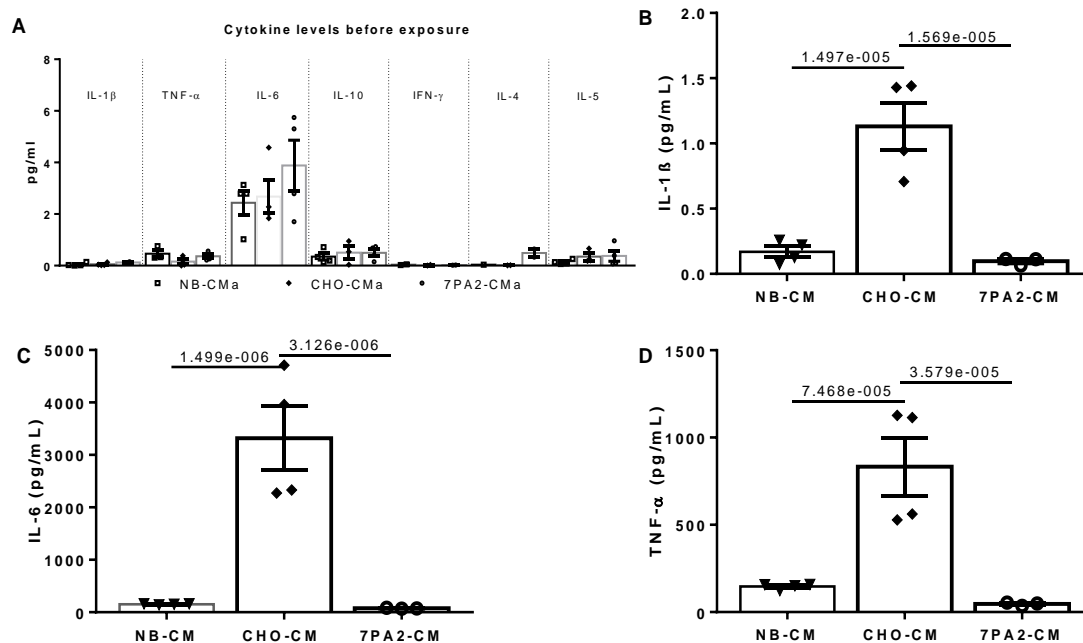 A
Cytokine levels before exposure
8
6
4
2
0
pg/ml
IL-1β TNF-α IL-6 IL-10 IFN-γ IL-4 IL-5
NB-CMa CHO-CMa 7PA2-CMa
B
1.569e-005
1.497e-005
2.0
1.5
1.0
0.5
0.0
IL-1ß (pg/mL)
NB-CM CHO-CM 7PA2-CM
C
1.499e-006 3.126e-006
5000
4000
3000
2000
1000
0
IL-6 (pg/mL)
NB-CM CHO-CM 7PA2-CM
D
3.579e-005
7.468e-005
1500
1000
500
0
TNF-α (pg/mL)
NB-CM CHO-CM 7PA2-CM